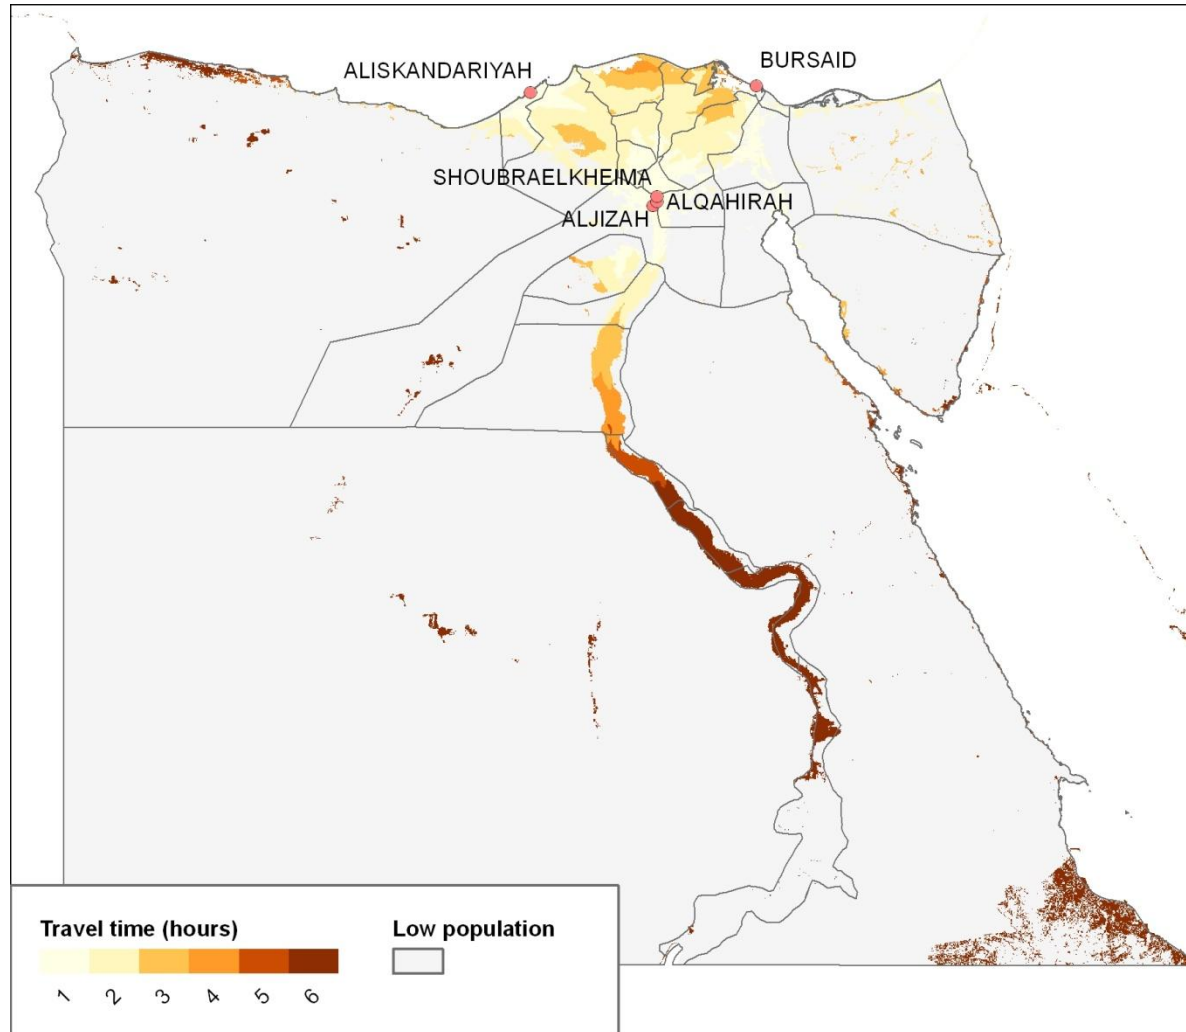 BURSAID
ALISKANDARIYAH
SHOUBRAELKHEIMA
ALQAHIRAH
ALJIZAH
Travel time (hours)
Low population
1 2 3 4 5 6